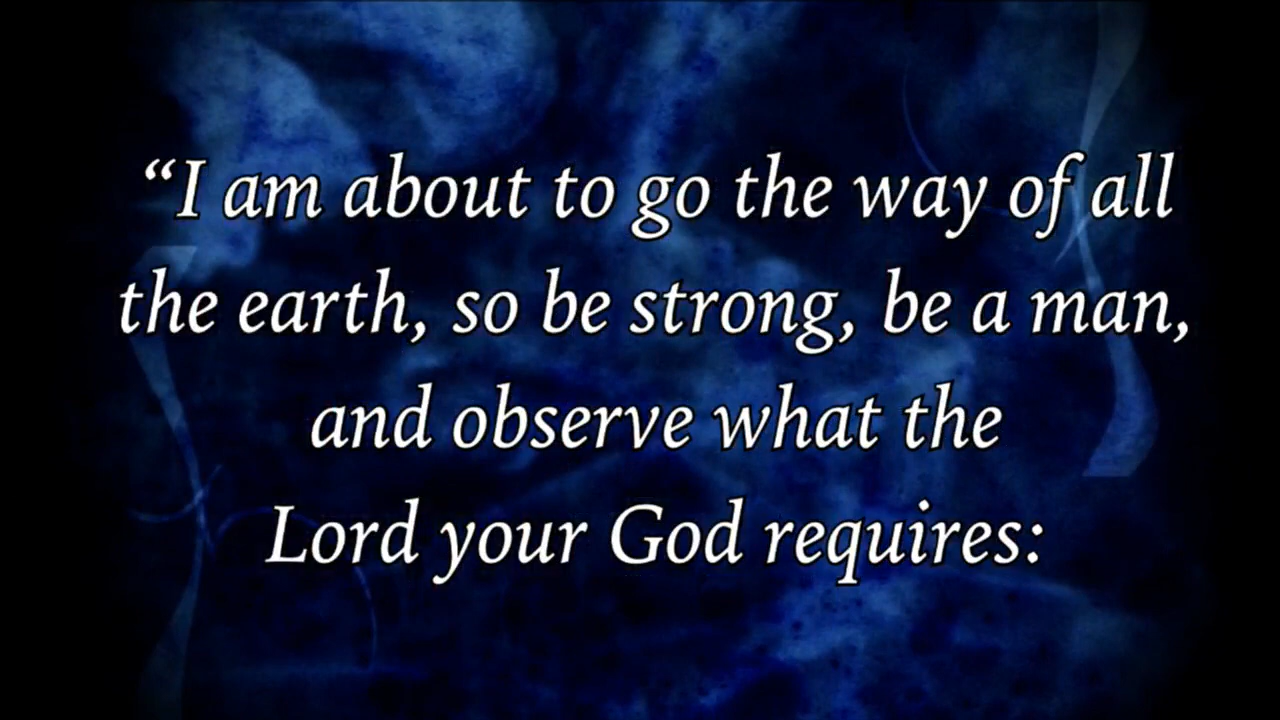 “I am about to go the way of all
the earth, so be strong, be a man,
and observe what the
Lord your God requires: